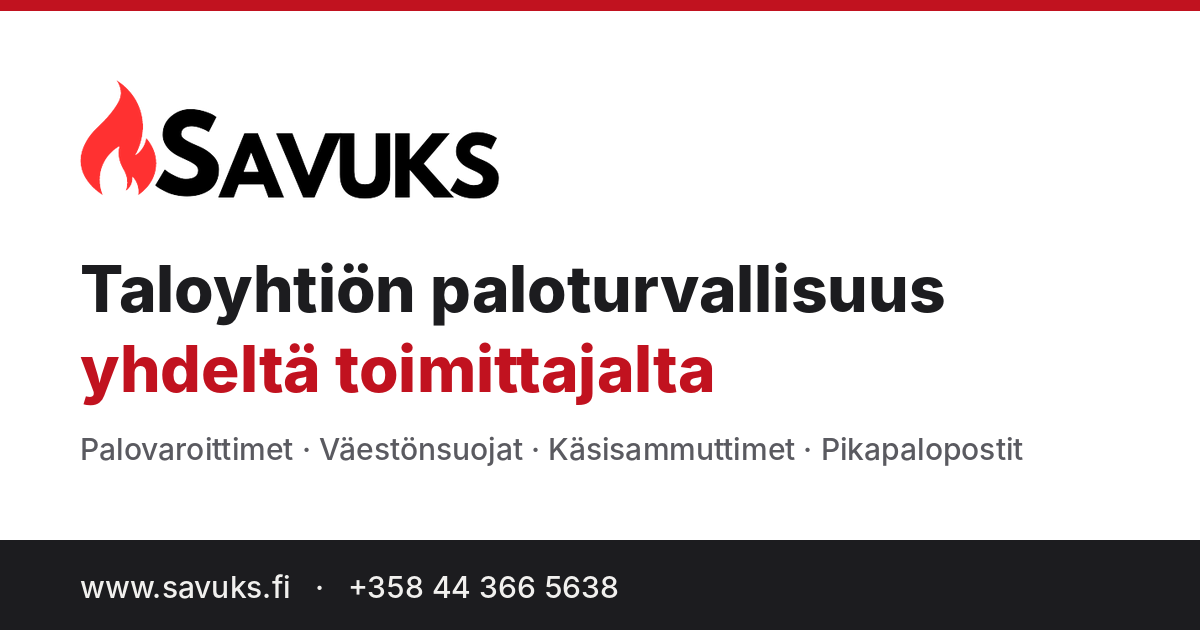 SAVUKS
Taloyhtiön paloturvallisuus
yhdeltä toimittajalta
Palovaroittimet · Väestönsuojat · Käsisammuttimet · Pikapalopostit
www.savuks.fi · +358 44 366 5638